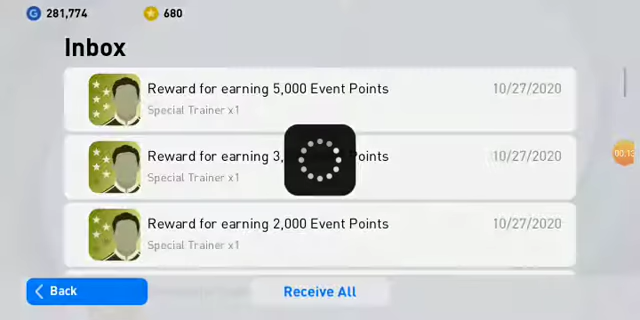 281,774
680
Inbox
Reward for earning 5,000 Event Points
10/27/2020
Special Trainer x1
Reward for earning 3, Points
10/27/2020
Special Trainer x1
00:13
Reward for earning 2,000 Event Points
10/27/2020
Special Trainer x1
Back
Receive All